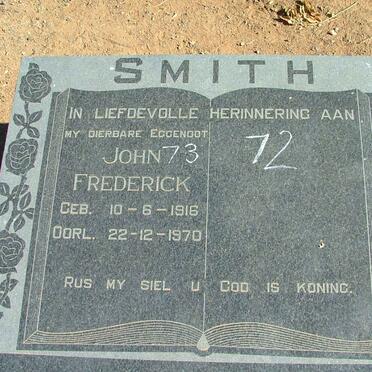 SMITH
IN LIEFDEVOLLE HERINNERING AAN
MY DIERBARE EGGENOOT
JOHN 73 72
FREDERICK
GEB. 10-6-1916
OORL. 22-12-1970
RUS MY SIEL U GOD IS KONING.